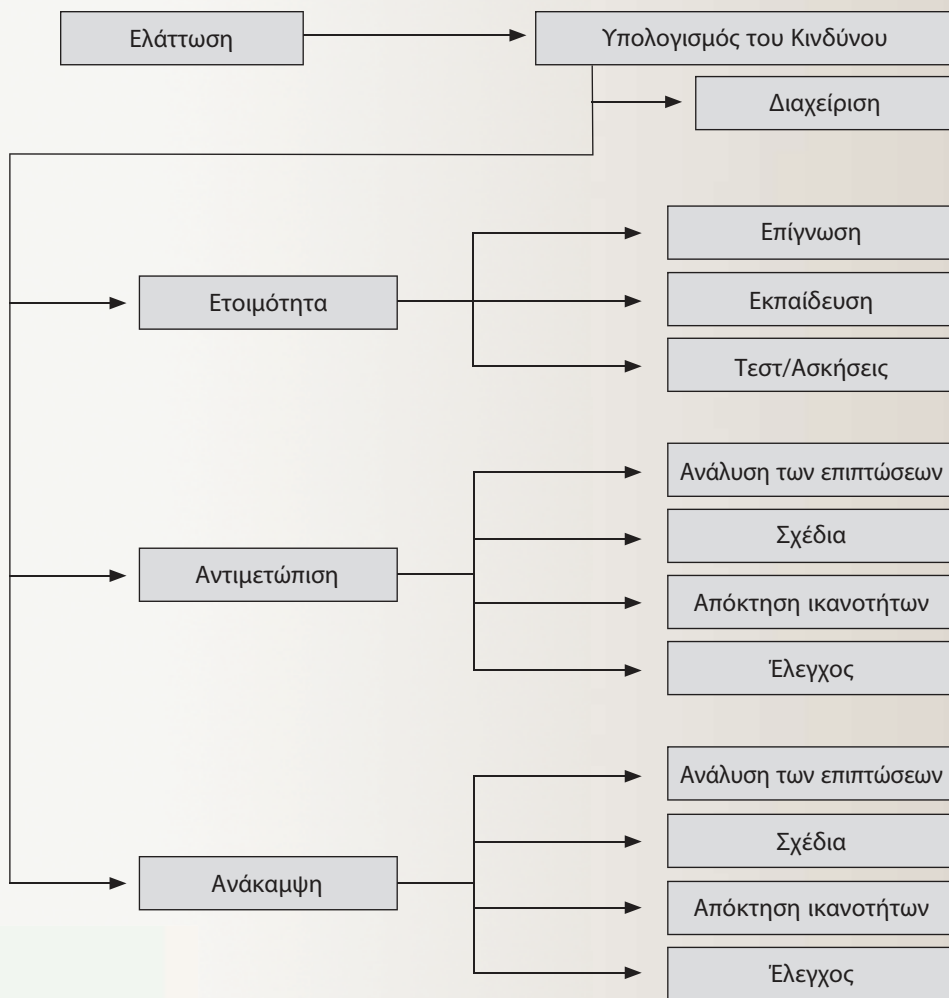 Ελάττωση
Υπολογισμός του Κινδύνου
Διαχείριση
Ετοιμότητα
Επίγνωση
Εκπαίδευση
Τεστ/Ασκήσεις
Αντιμετώπιση
Ανάλυση των επιπτώσεων
Σχέδια
Απόκτηση ικανοτήτων
Έλεγχος
Ανάκαμψη
Ανάλυση των επιπτώσεων
Σχέδια
Απόκτηση ικανοτήτων
Έλεγχος